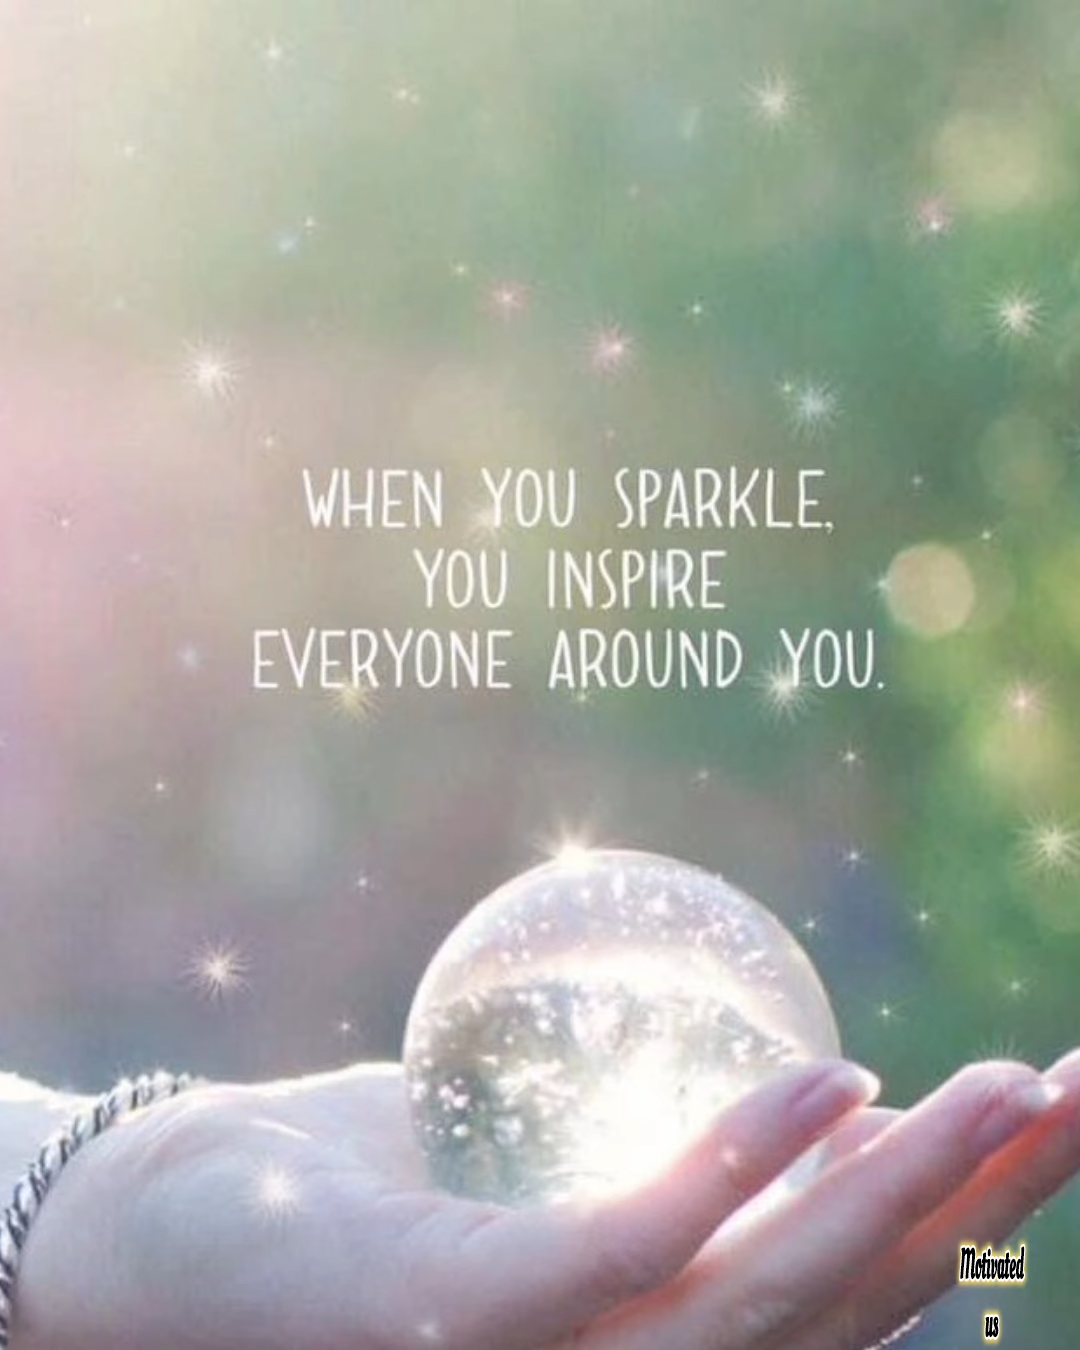 WHEN YOU SPARKLE,
YOU INSPIRE
EVERYONE AROUND YOU.
Motivated
us